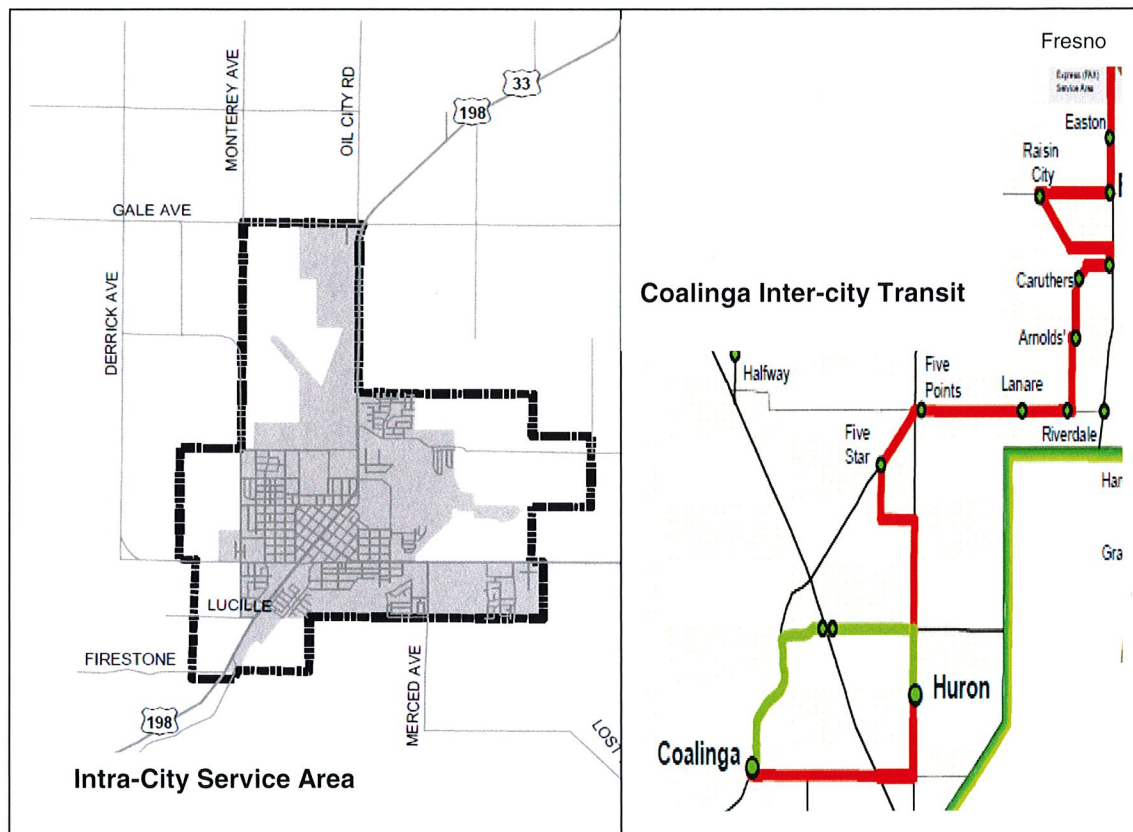 MONTEREY AVE
OIL CITY RD
33
198
GALE AVE
DERRICK AVE
LUCILLE
FIRESTONE
MERCED AVE
LOST
198
Intra-City Service Area
Fresno
Express (FAX)
Service Area
Easton
Raisin
City
Caruthers
Coalinga Inter-city Transit
Arnolds'
Halfway
Five
Points
Lanare
Riverdale
Five
Star
Han
Gra
Huron
Coalinga